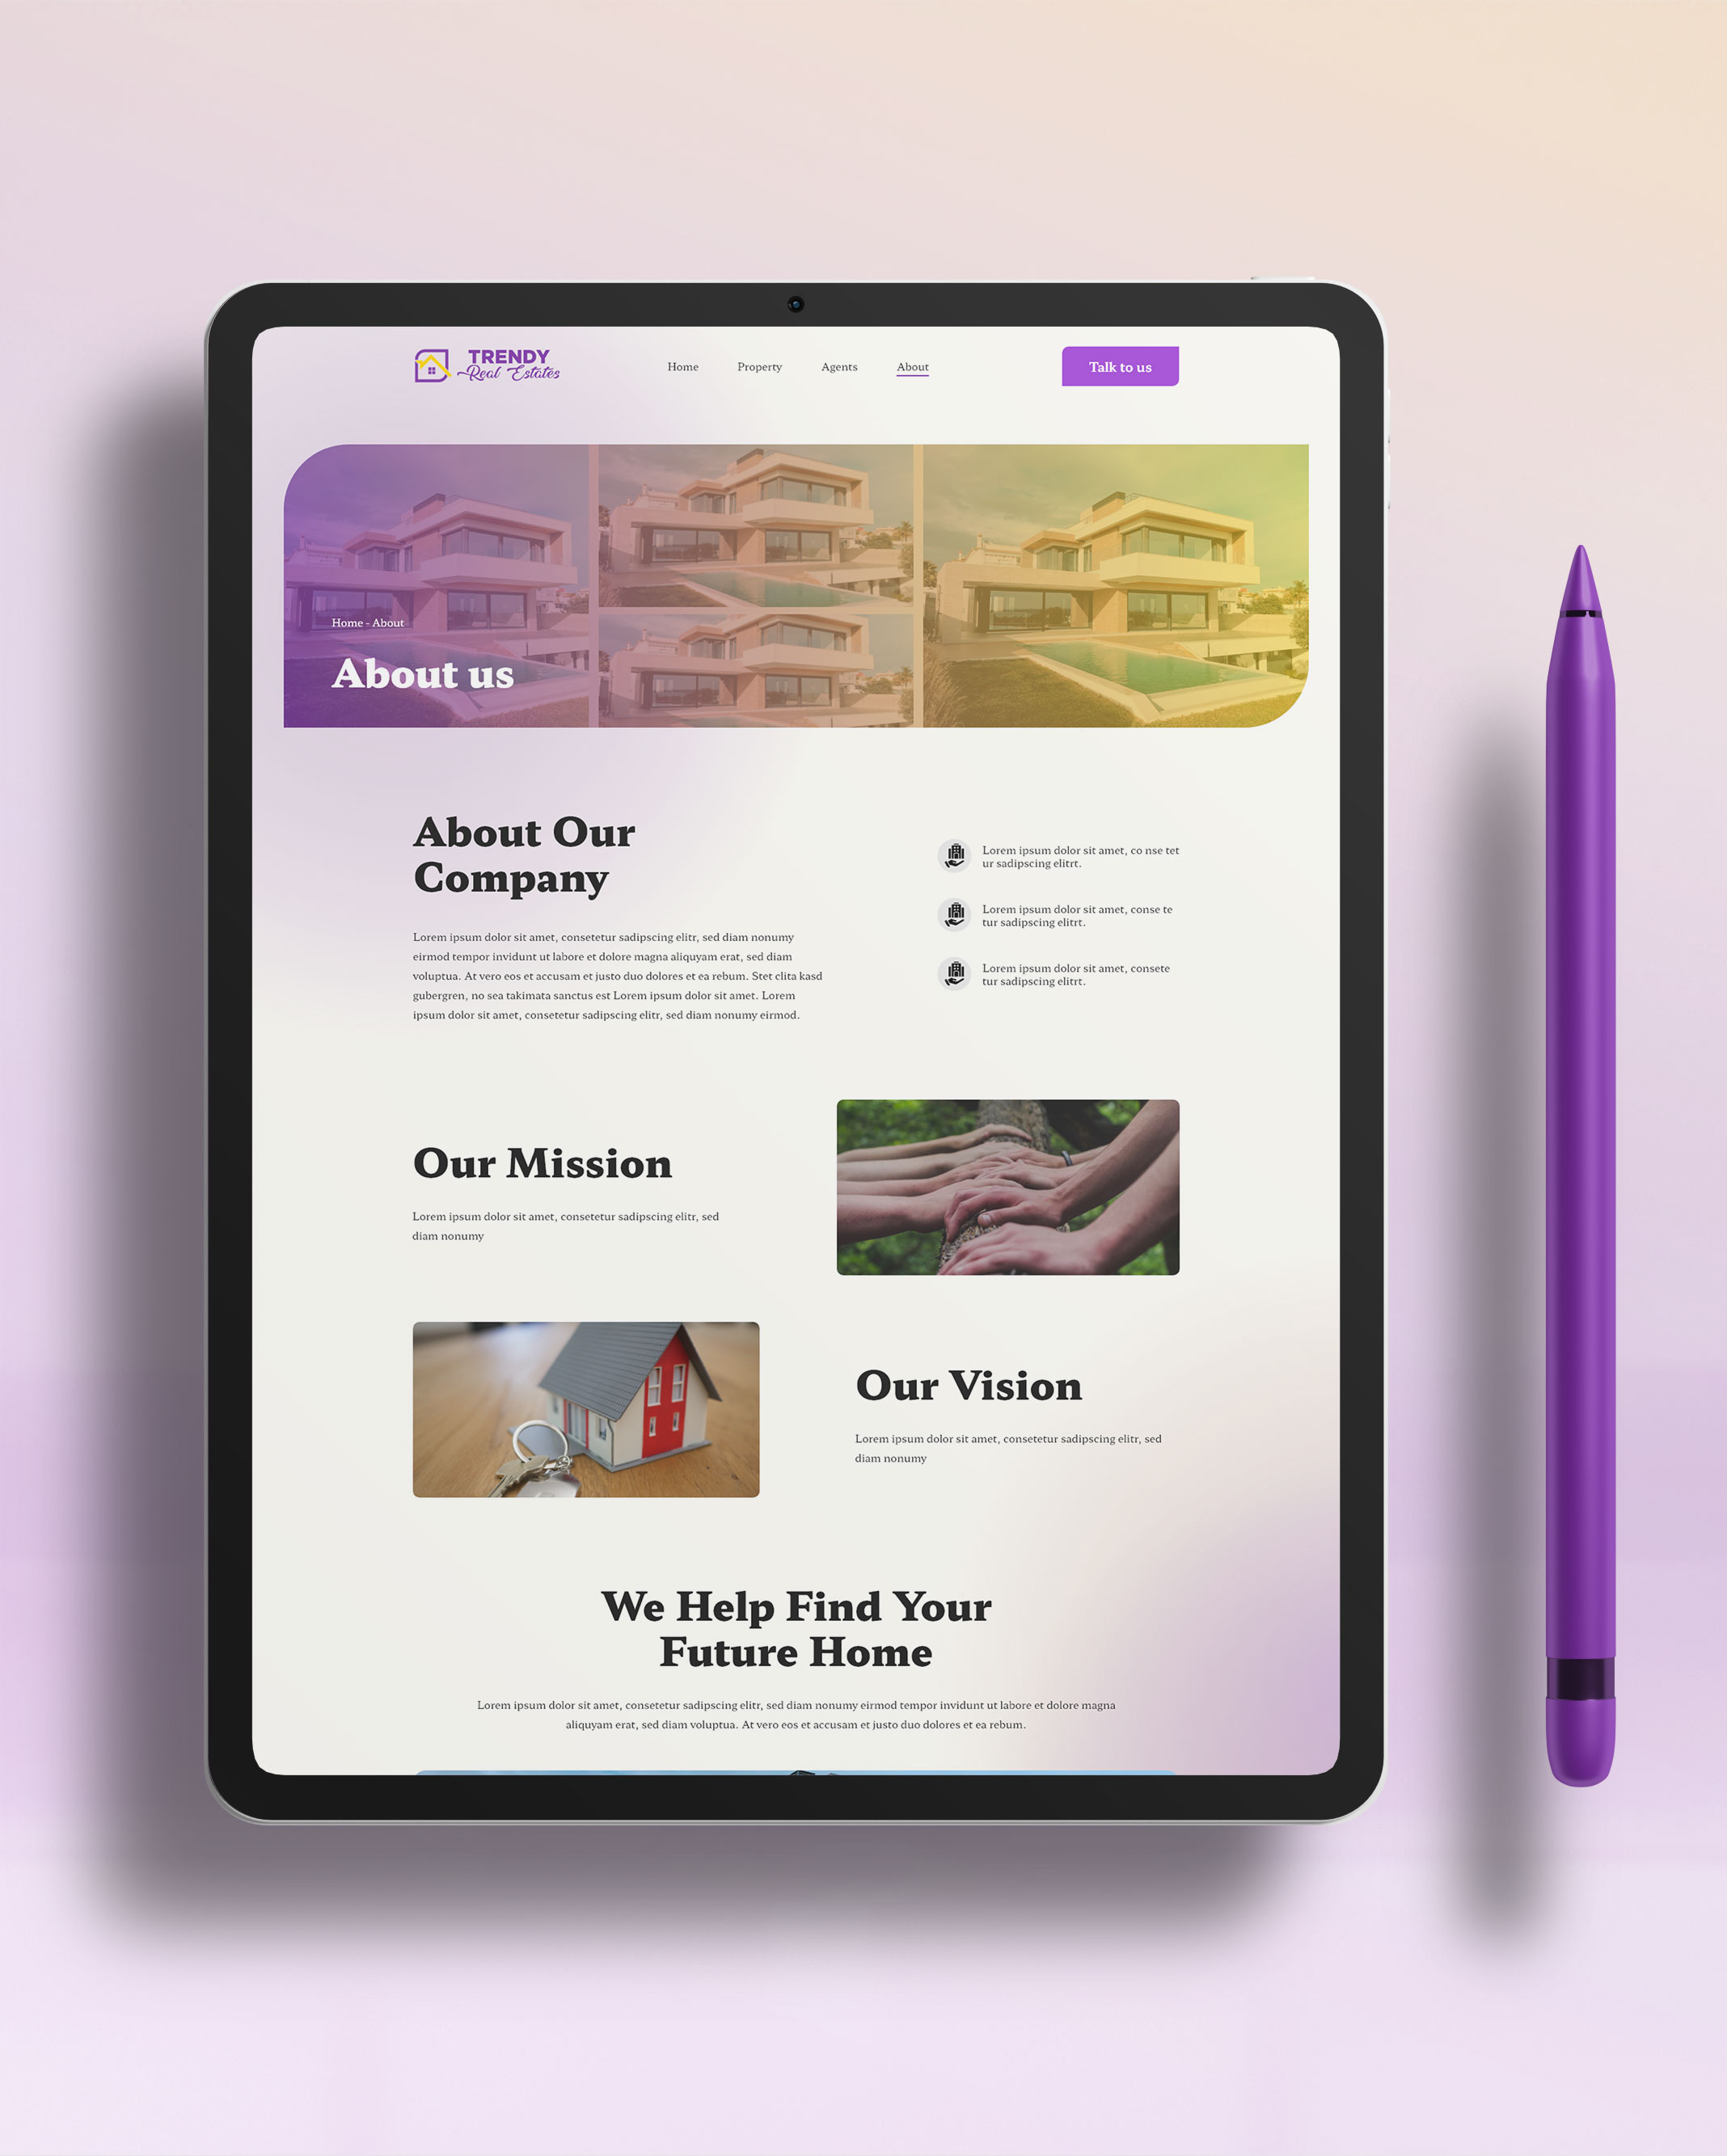 TRENDY
Real Estates
Home
Property
Agents
About
Talk to us
Home - About
About us
About Our
Company
Lorem ipsum dolor sit amet, consetetur sadipscing elitr, sed diam nonumy
eirmod tempor invidunt ut labore et dolore magna aliquyam erat, sed diam
voluptua. At vero eos et accusam et justo duo dolores et ea rebum. Stet clita kasd
gubergren, no sea takimata sanctus est Lorem ipsum dolor sit amet. Lorem
ipsum dolor sit amet, consetetur sadipscing elitr, sed diam nonumy eirmod.
Lorem ipsum dolor sit amet, co nse tet
ur sadipscing elitrt.
Lorem ipsum dolor sit amet, conse te
tur sadipscing elitrt.
Lorem ipsum dolor sit amet, consete
tur sadipscing elitrt.
Our Mission
Lorem ipsum dolor sit amet, consetetur sadipscing elitr, sed
diam nonumy
Our Vision
Lorem ipsum dolor sit amet, consetetur sadipscing elitr, sed
diam nonumy
We Help Find Your
Future Home
Lorem ipsum dolor sit amet, consetetur sadipscing elitr, sed diam nonumy eirmod tempor invidunt ut labore et dolore magna
aliquyam erat, sed diam voluptua. At vero eos et accusam et justo duo dolores et ea rebum.